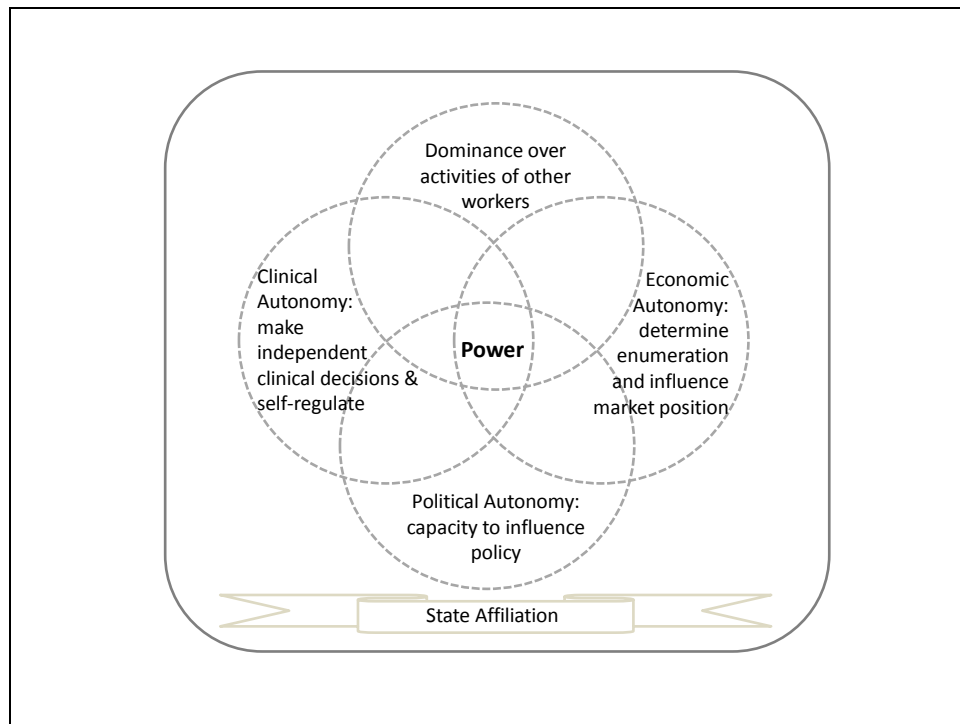 Dominance over
activities of other
workers
Clinical
Autonomy:
make
independent
clinical decisions &
self-regulate
Power
Economic
Autonomy:
determine
enumeration
and influence
market position
Political Autonomy:
capacity to influence
policy
State Affiliation